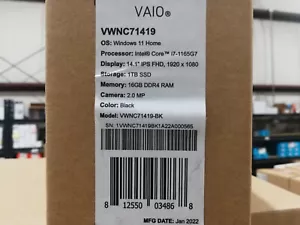 VAIO®
VWNC71419
OS: Windows 11 Home
Processor: Intel® Core™ i7-1165G7
Display: 14.1" IPS FHD, 1920 x 1080
Storage: 1TB SSD
Memory: 16GB DDR4 RAM
Camera: 2.0 MP
Color: Black
Model: VWNC71419-BK
SN: 1VWNC71419BK1A22A000585
8 12550 03486 8
MFG DATE: Jan 2022